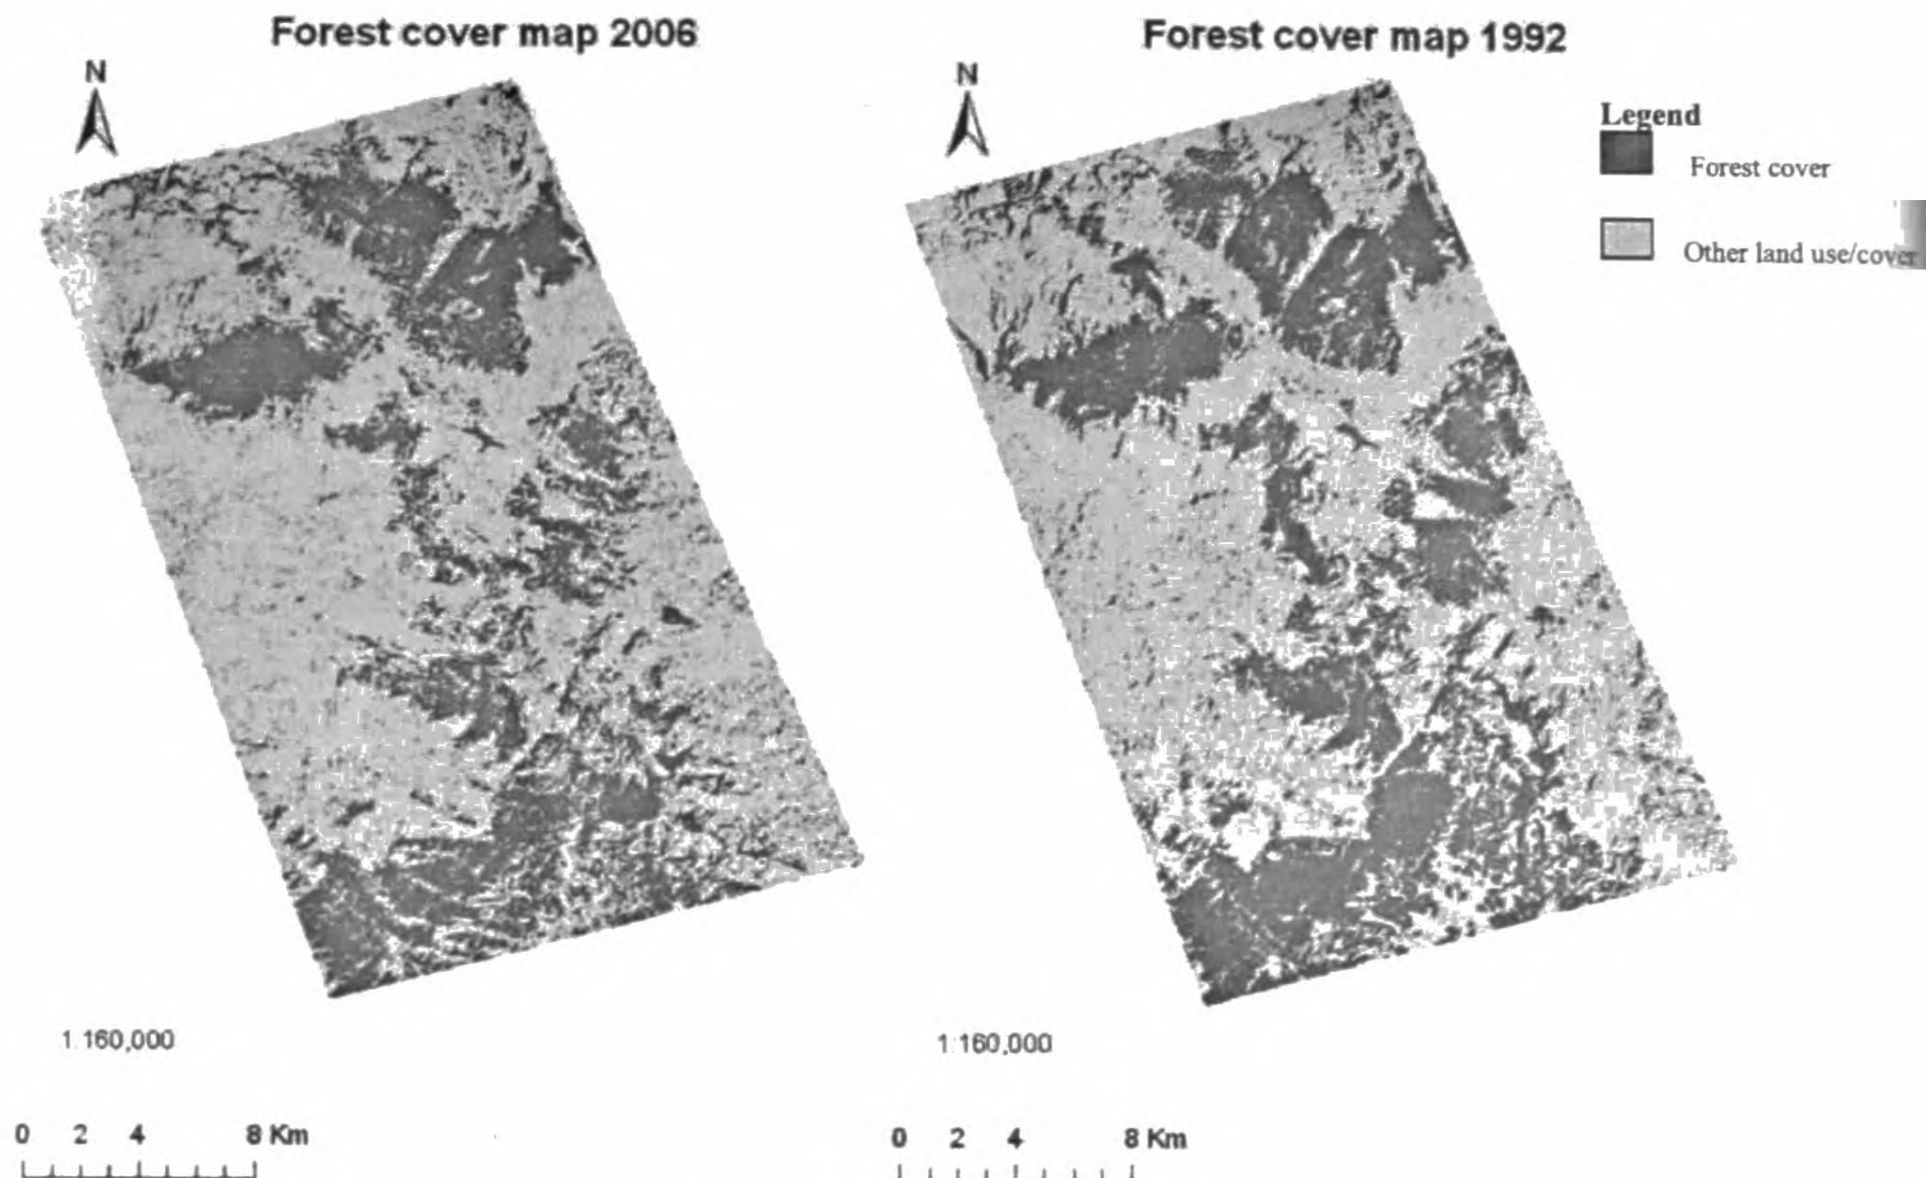 Forest cover map 2006
Forest cover map 1992
N
N
Legend
Forest cover
Other land use/cover
1:160,000
1:160,000
0 2 4 8 Km
0 2 4 8 Km